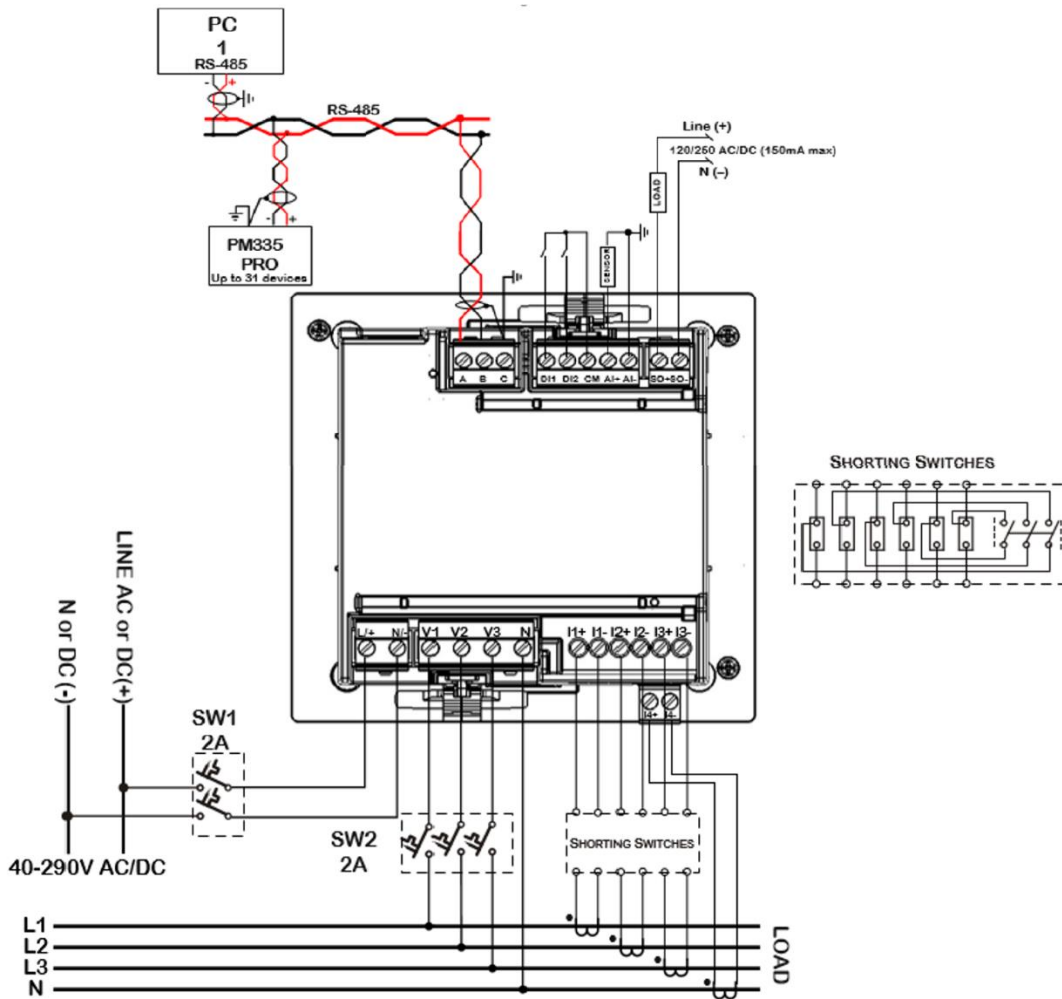 PC
1
RS-485
- +
RS-485
Line (+)
120/250 AC/DC (150mA max)
N (–)
LOAD
SENSOR
- +
PM335
PRO
Up to 31 devices
A B C
DI1 DI2 CM AI+ AI- SO+ SO-
SHORTING SWITCHES
N or DC (-)
LINE AC or DC(+)
L/+ N/- V1 V2 V3 N I1+ I1- I2+ I2- I3+ I3-
I4+ I4-
SW1
2A
SW2
2A
SHORTING SWITCHES
40-290V AC/DC
L1
L2
L3
N
LOAD